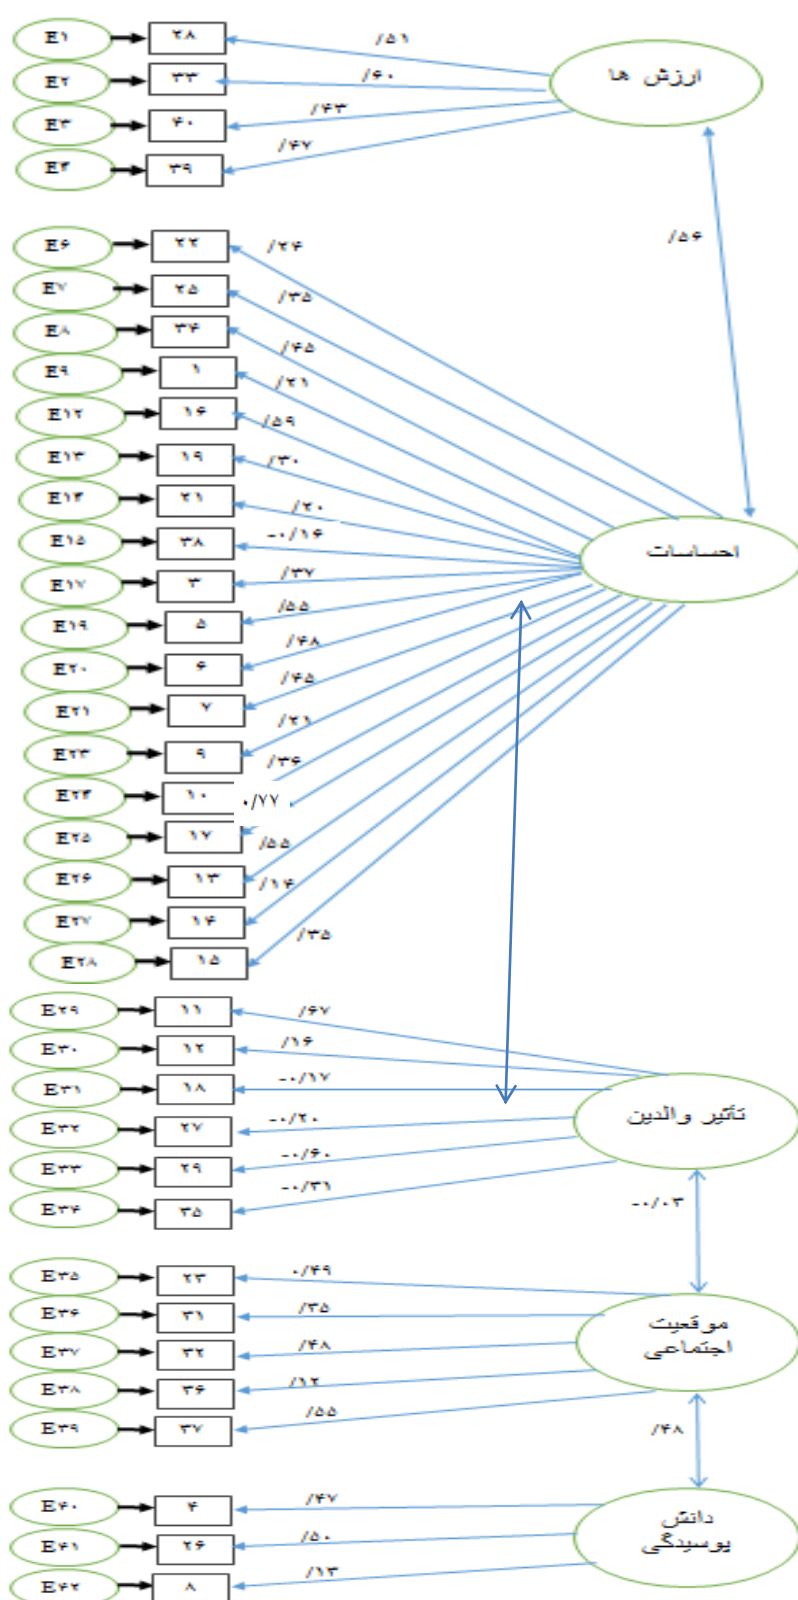 E۱ ۲۸ /۵۱
E۲ ۳۳ /۶۰
ارزش ها
E۳ ۴۰ /۴۳
E۴ ۳۹ /۴۷
/۵۶
E۶ ۲۲ /۲۴
E۷ ۲۵ /۳۵
E۸ ۳۴ /۴۵
E۹ ۱ /۲۱
E۱۲ ۱۶ /۵۹
E۱۳ ۱۹ /۳۰
E۱۴ ۲۱ /۲۰
E۱۵ ۳۸ -۰/۱۶
احساسات
E۱۷ ۳ /۳۷
E۱۹ ۵ /۵۵
E۲۰ ۶ /۴۸
E۲۱ ۷ /۴۵
E۲۳ ۹ /۲۱
/۳۶
E۲۴ ۱۰ ۰/۷۷
E۲۵ ۱۷ /۵۵
E۲۶ ۱۳ /۱۴
E۲۷ ۱۴
E۲۸ ۱۵ /۳۵
E۲۹ ۱۱ /۶۷
E۳۰ ۱۲ /۱۶
E۳۱ ۱۸ -۰/۱۷
E۳۲ ۲۷ -۰/۲۰
تأثیر والدین
E۳۳ ۲۹ -۰/۶۰
E۳۴ ۳۵ -۰/۳۱
-۰/۰۳
E۳۵ ۲۳ ۰/۴۹
E۳۶ ۳۱ /۳۵
موقعیت
اجتماعی
E۳۷ ۳۲ /۴۸
E۳۸ ۳۶ /۱۲
E۳۹ ۳۷ /۵۵
/۴۸
E۴۰ ۴ /۴۷
دانش
پوسیدگی
E۴۱ ۲۶ /۵۰
E۴۲ ۸ /۱۳